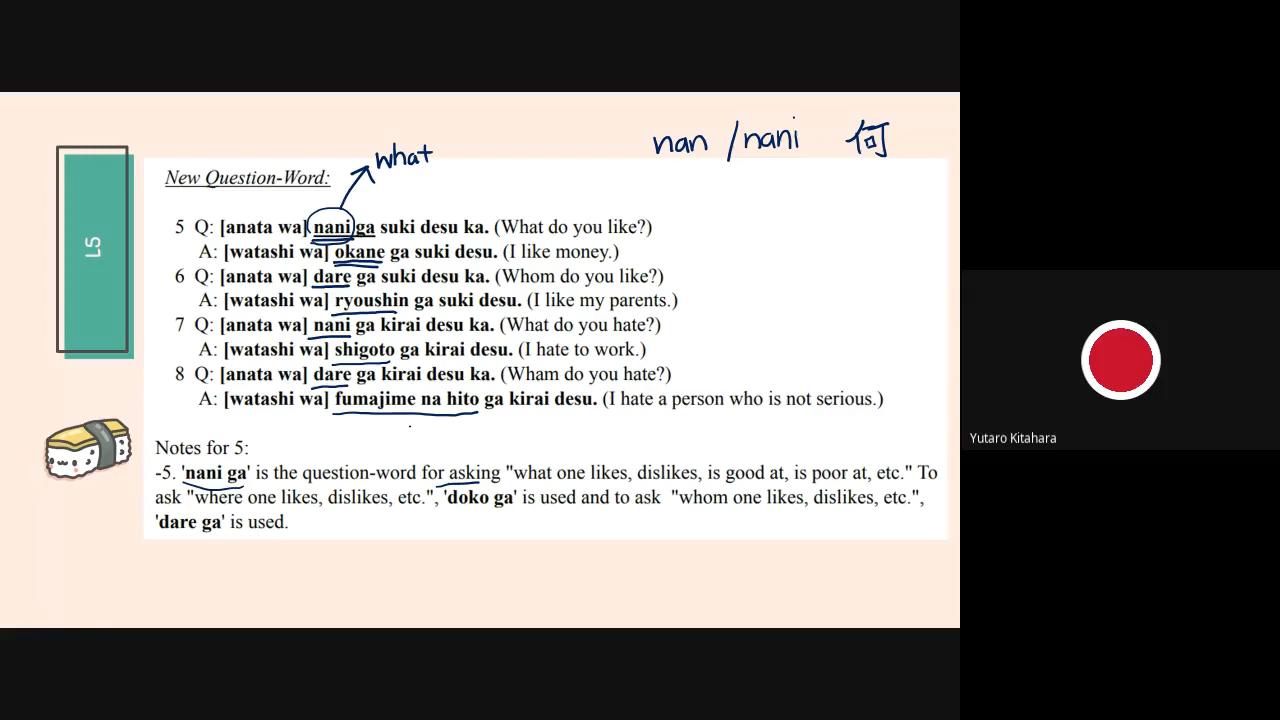 nan /nani 何
what
New Question-Word:
L5
5 Q: [anata wa] nani ga suki desu ka. (What do you like?)
A: [watashi wa] okane ga suki desu. (I like money.)
6 Q: [anata wa] dare ga suki desu ka. (Whom do you like?)
A: [watashi wa] ryoushin ga suki desu. (I like my parents.)
7 Q: [anata wa] nani ga kirai desu ka. (What do you hate?)
A: [watashi wa] shigoto ga kirai desu. (I hate to work.)
8 Q: [anata wa] dare ga kirai desu ka. (Wham do you hate?)
A: [watashi wa] fumajime na hito ga kirai desu. (I hate a person who is not serious.)
Notes for 5:
-5. 'nani ga' is the question-word for asking "what one likes, dislikes, is good at, is poor at, etc." To
ask "where one likes, dislikes, etc.", 'doko ga' is used and to ask "whom one likes, dislikes, etc.",
'dare ga' is used.
Yutaro Kitahara